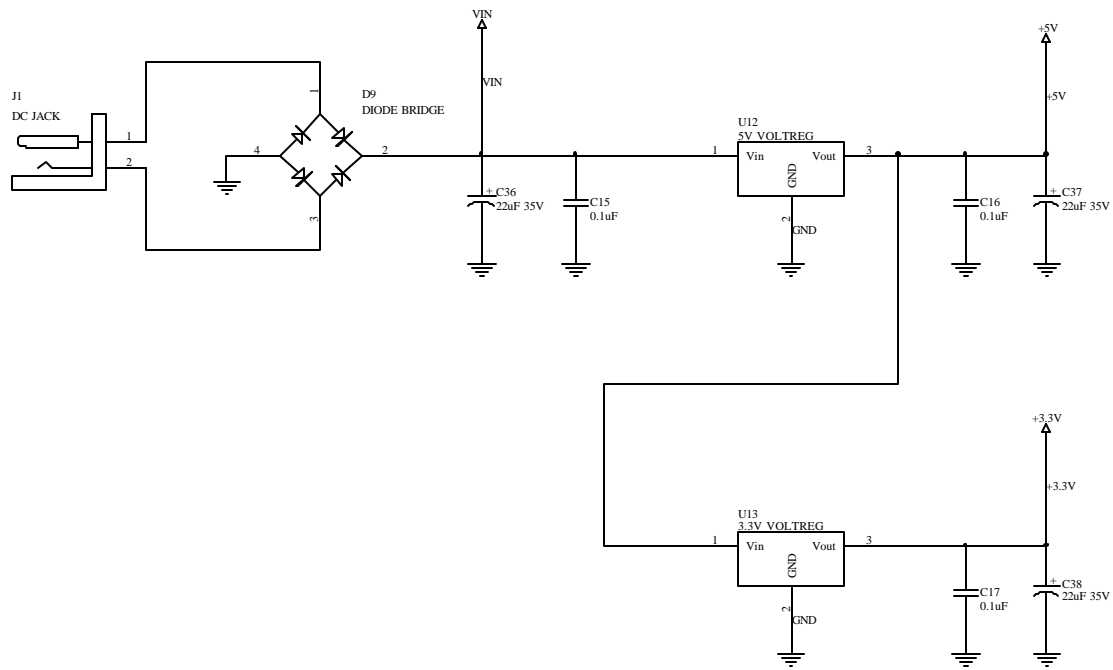 VIN
+5V
VIN
J1
DC JACK
D9
DIODE BRIDGE
1
+5V
U12
5V VOLTREG
1
2
4
2
1
Vin
Vout
GND
3
C36
22uF 35V
+
C15
0.1uF
C16
0.1uF
+
C37
22uF 35V
3
2
GND
+3.3V
+3.3V
U13
3.3V VOLTREG
1
Vin
Vout
GND
3
C17
0.1uF
+
C38
22uF 35V
2
GND